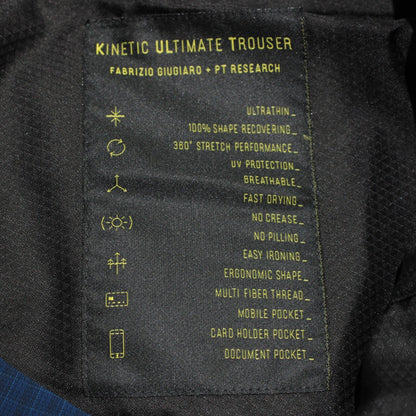 KINETIC ULTIMATE TROUSER
FABRIZIO GIUGIARO + PT RESEARCH
ULTRATHIN_
100% SHAPE RECOVERING_
360° STRETCH PERFORMANCE_
UV PROTECTION_
BREATHABLE_
FAST DRYING_
NO CREASE_
NO PILLING_
EASY IRONING_
ERGONOMIC SHAPE_
MULTI FIBER THREAD_
MOBILE POCKET_
CARD HOLDER POCKET_
DOCUMENT POCKET_